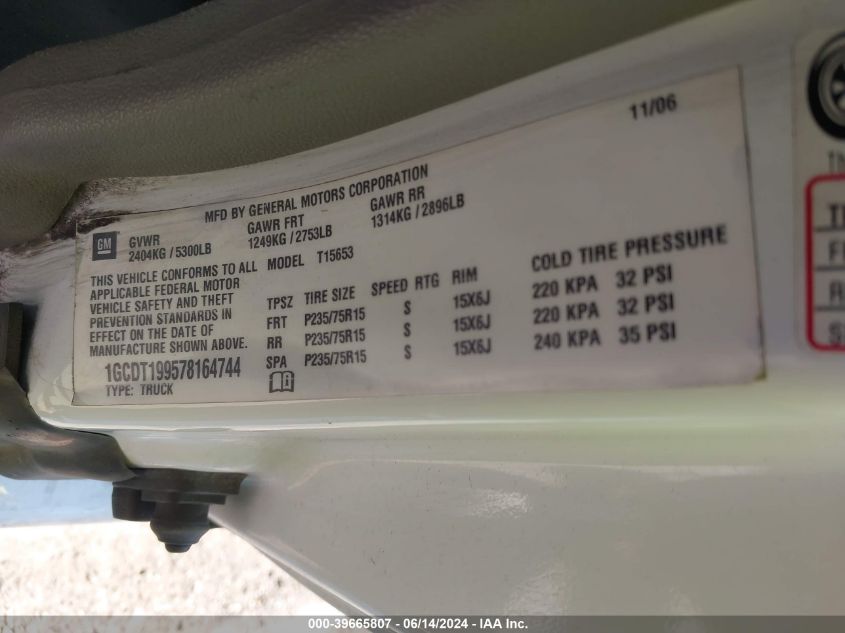 11/06
MFD BY GENERAL MOTORS CORPORATION
GM
GVWR GAWR FRT GAWR RR
2404KG / 5300LB 1249KG / 2753LB 1314KG / 2896LB
THIS VEHICLE CONFORMS TO ALL
APPLICABLE FEDERAL MOTOR
VEHICLE SAFETY AND THEFT
PREVENTION STANDARDS IN
EFFECT ON THE DATE OF
MANUFACTURE SHOWN ABOVE.
1GCDT199578164744
TYPE: TRUCK
MODEL T15653
TPSZ TIRE SIZE SPEED RTG RIM COLD TIRE PRESSURE
FRT P235/75R15 S 15X6J 220 KPA 32 PSI
RR P235/75R15 S 15X6J 220 KPA 32 PSI
SPA P235/75R15 S 15X6J 240 KPA 35 PSI
000-39665807 - 06/14/2024 - IAA Inc.